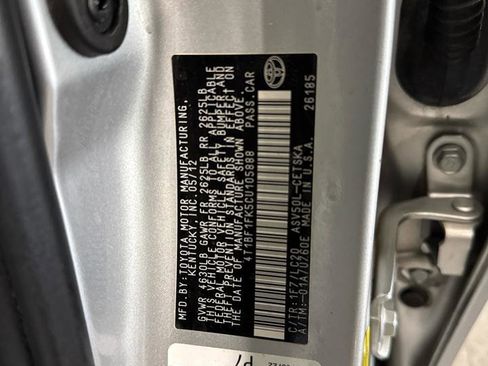 MFD.BY:TOYOTA MOTOR MANUFACTURING,
KENTUCKY,INC. 05/12
GVWR 4630LB GAWR FR 2625LB RR 2625LB
THIS VEHICLE CONFORMS TO ALL APPLICABLE
FEDERAL MOTOR VEHICLE SAFETY, BUMPER, AND
THEFT PREVENTION STANDARDS IN EFFECT ON
THE DATE OF MANUFACTURE SHOWN ABOVE.
4T1BF1FK5CU105888 PASS.CAR
C/TR:1F7/LC20 ASV50L-CETSKA
A/TM:-01A/U760E MADE IN U.S.A.
26185
P7